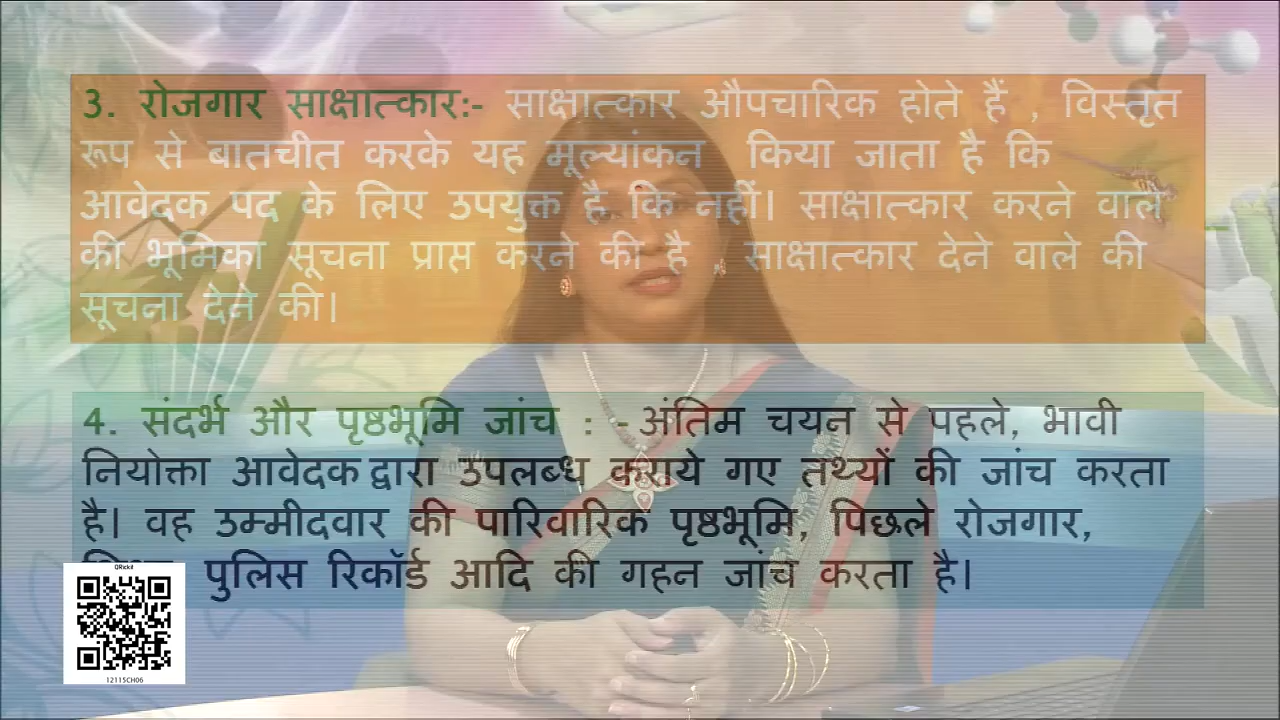 3. रोजगार साक्षात्कार:- साक्षात्कार औपचारिक होते हैं , विस्तृत
रूप से बातचीत करके यह मूल्यांकन किया जाता है कि
आवेदक पद के लिए उपयुक्त है कि नहीं। साक्षात्कार करने वाले
की भूमिका सूचना प्राप्त करने की है , साक्षात्कार देने वाले की
सूचना देने की।
4. संदर्भ और पृष्ठभूमि जांच : -अंतिम चयन से पहले, भावी
नियोक्ता आवेदक द्वारा उपलब्ध कराये गए तथ्यों की जांच करता
है। वह उम्मीदवार की पारिवारिक पृष्ठभूमि, पिछले रोजगार,
पुलिस रिकॉर्ड आदि की गहन जांच करता है।
QRickit
12115CH06